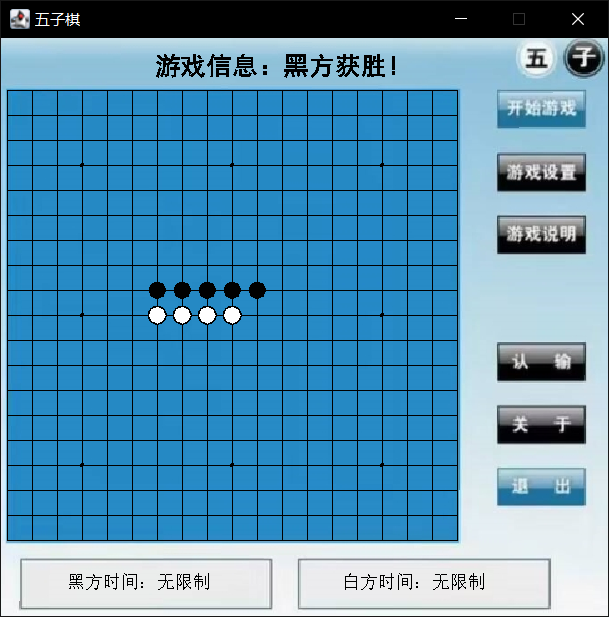 五子棋
游戏信息：黑方获胜！
五 子
开始游戏
游戏设置
游戏说明
认 输
关 于
退 出
黑方时间：无限制
白方时间：无限制